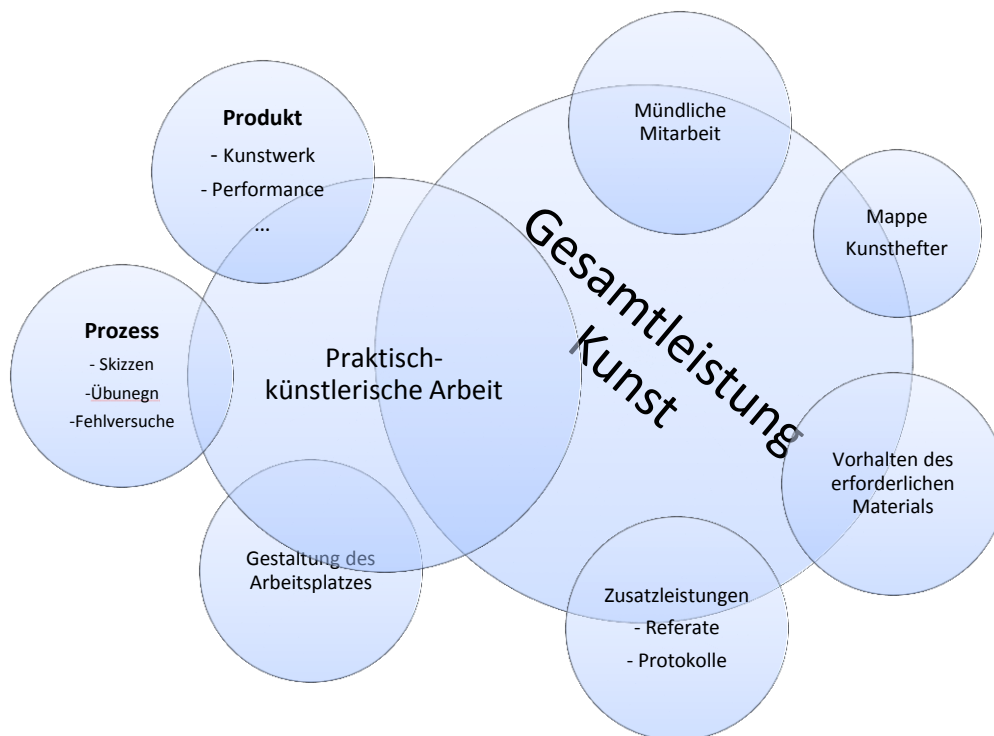 Produkt
- Kunstwerk
- Performance
...
Prozess
- Skizzen
-Übunegn
-Fehlversuche
Praktisch-
künstlerische Arbeit
Gestaltung des
Arbeitsplatzes
Gesamtleistung
Kunst
Mündliche
Mitarbeit
Mappe
Kunsthefter
Vorhalten des
erforderlichen
Materials
Zusatzleistungen
- Referate
- Protokolle